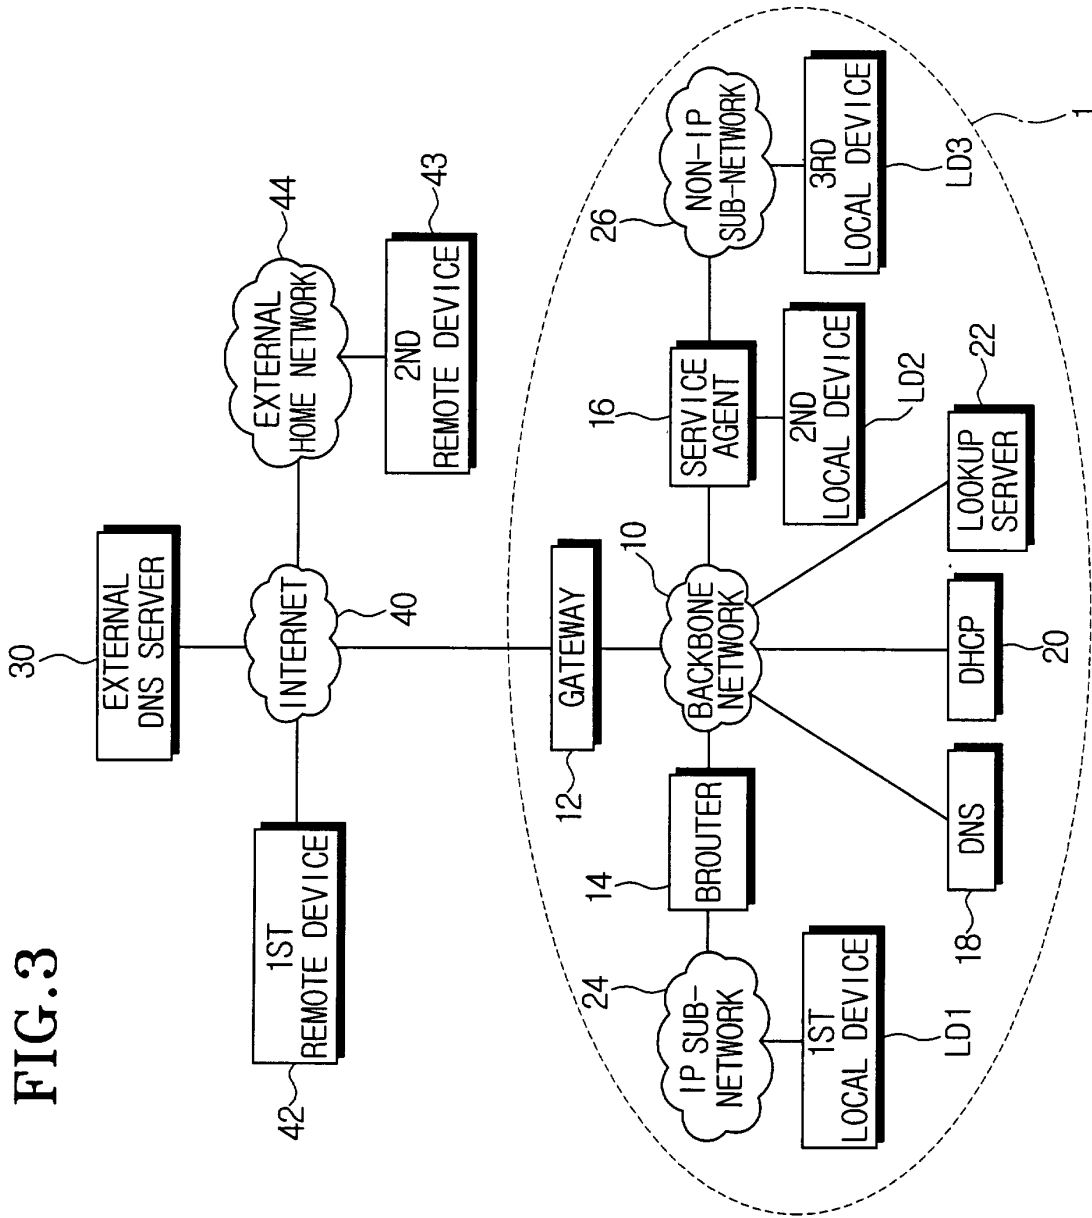 FIG.3
30
EXTERNAL
DNS SERVER
44
EXTERNAL
HOME NETWORK
43
2ND
REMOTE DEVICE
INTERNET
40
1ST
REMOTE DEVICE
42
GATEWAY
12
10
BACKBONE
NETWORK
14
BROUTER
24
IP SUB-
NETWORK
1ST
LOCAL DEVICE
LD1
16
SERVICE
AGENT
2ND
LOCAL DEVICE
LD2
26
NON-IP
SUB-NETWORK
3RD
LOCAL DEVICE
LD3
DNS
18
DHCP
20
LOOKUP
SERVER
22
1